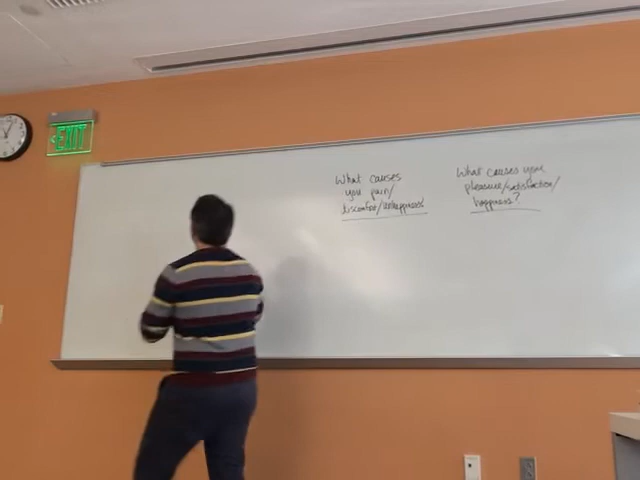 EXIT
What causes
you pain/
discomfort/unhappiness?
What causes you
pleasure/satisfaction/
happiness?